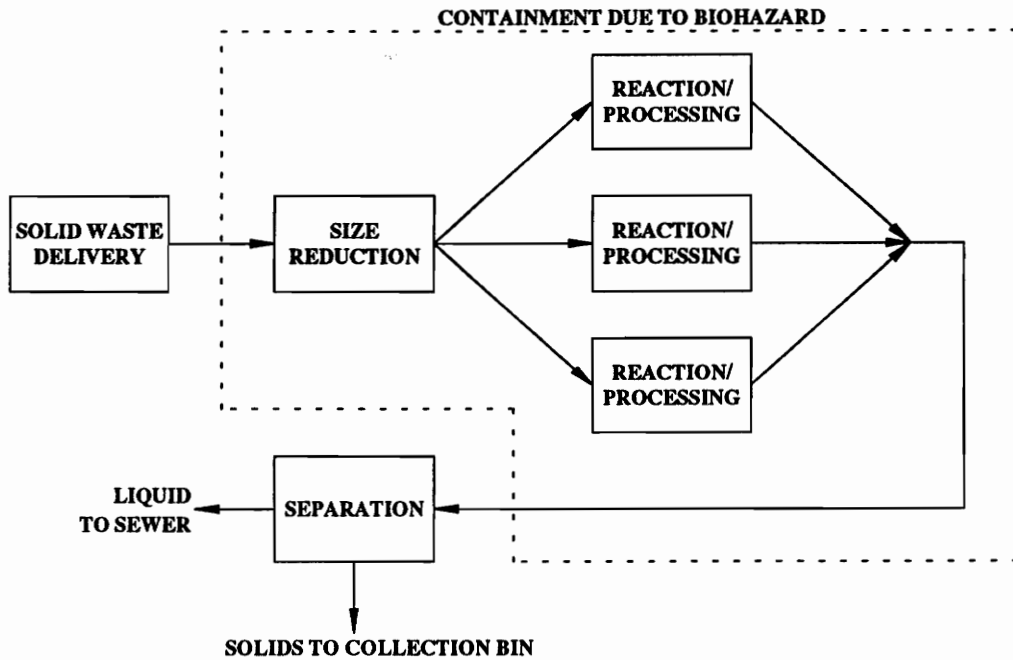 CONTAINMENT DUE TO BIOHAZARD
REACTION/
PROCESSING
SOLID WASTE
DELIVERY
SIZE
REDUCTION
REACTION/
PROCESSING
REACTION/
PROCESSING
LIQUID
TO SEWER
SEPARATION
SOLIDS TO COLLECTION BIN